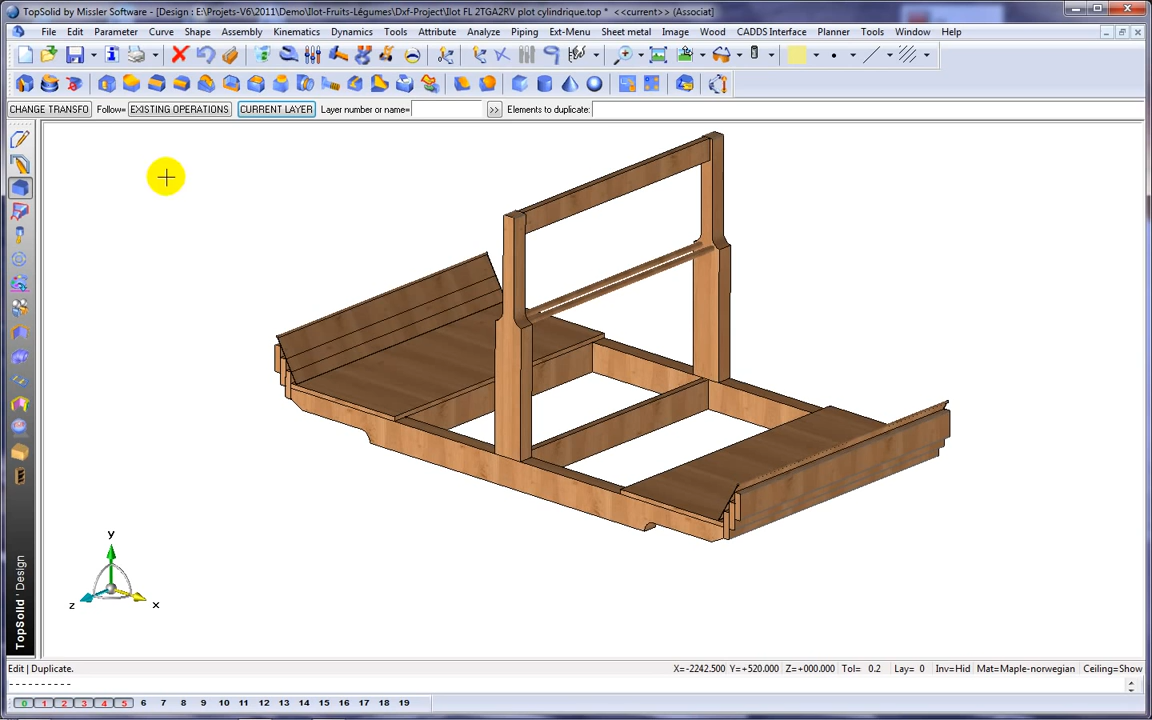 TopSolid by Missler Software - [Design : E:\Projets-V6\2011\Demo\Ilot-Fruits-Légumes\Dxf-Project\Ilot FL 2TGA2RV plot cylindrique.top * <<current>> (Associat)
File Edit Parameter Curve Shape Assembly Kinematics Dynamics Tools Attribute Analyze Piping Ext-Menu Sheet metal Image Wood CADDS Interface Planner Tools Window Help
CHANGE TRANSFO Follow= EXISTING OPERATIONS CURRENT LAYER Layer number or name= >> Elements to duplicate:
y
z
x
TopSolid'Design
Edit | Duplicate. X=-2242.500 Y=+520.000 Z=+000.000 Tol= 0.2 Lay= 0 Inv=Hid Mat=Maple-norwegian Ceiling=Show
----------
0 1 2 3 4 5 6 7 8 9 10 11 12 13 14 15 16 17 18 19